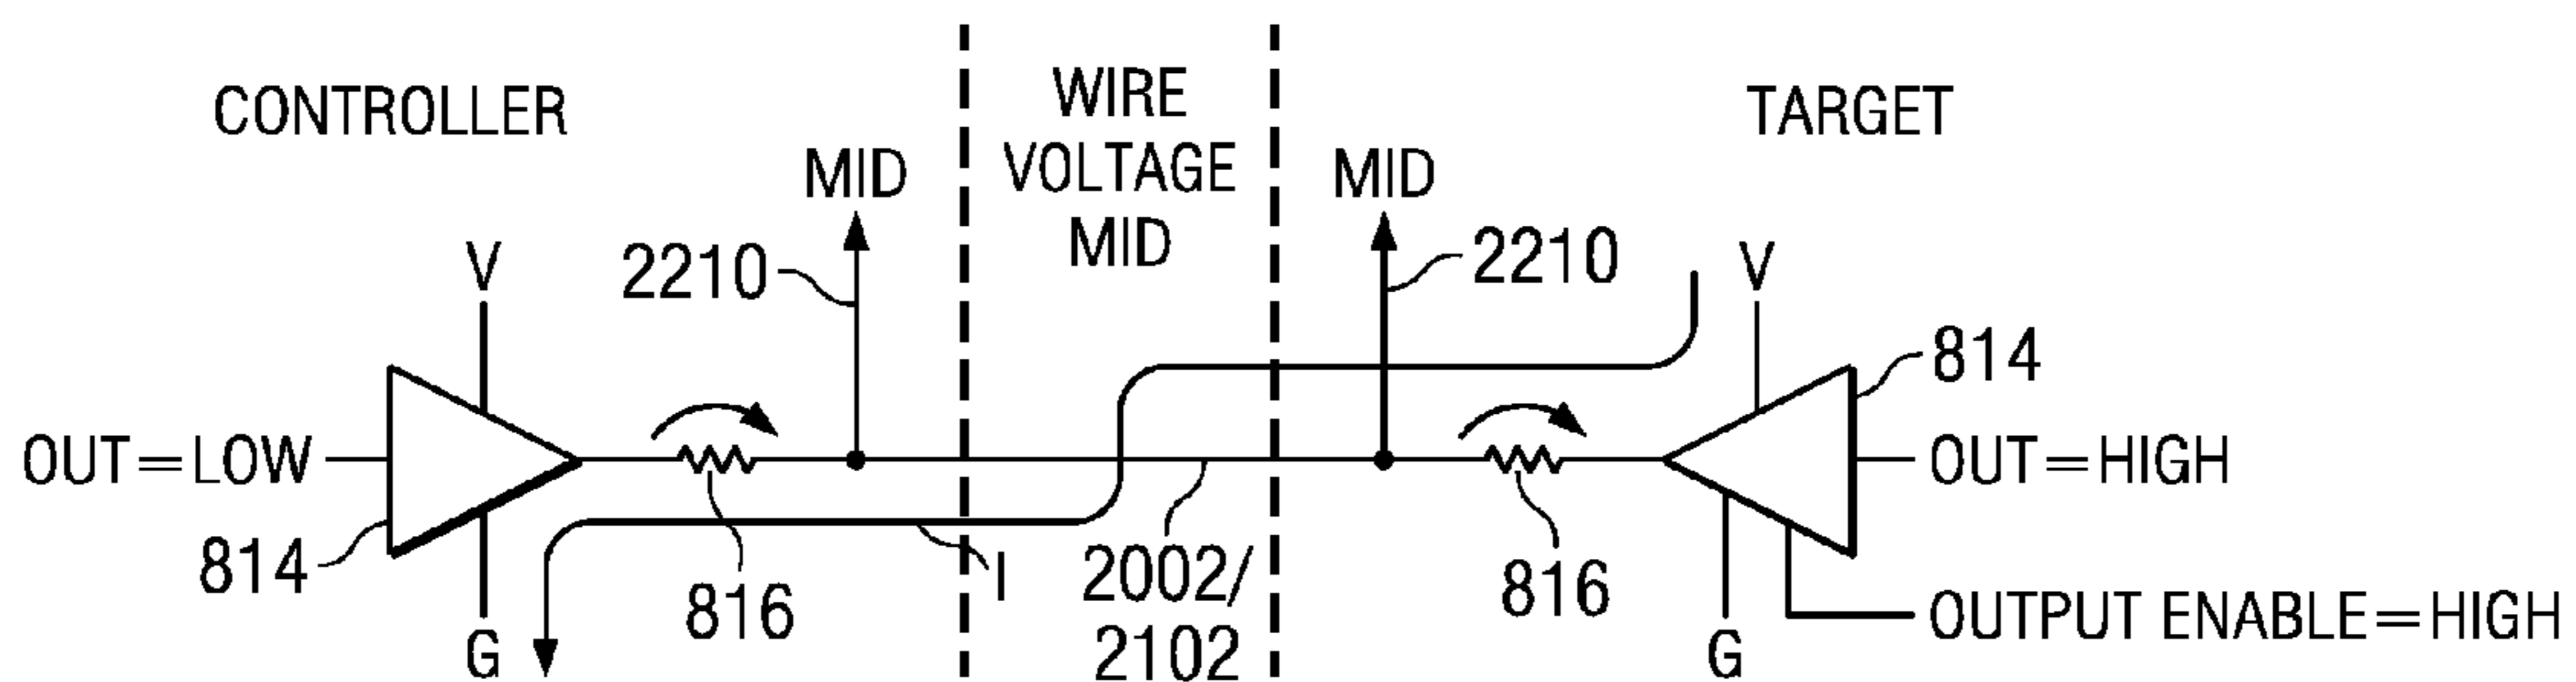 CONTROLLER
WIRE
VOLTAGE
MID
TARGET
MID
MID
V
2210
2210
V
814
OUT=LOW
OUT=HIGH
814
816
I
2002/
2102
816
OUTPUT ENABLE=HIGH
G
G